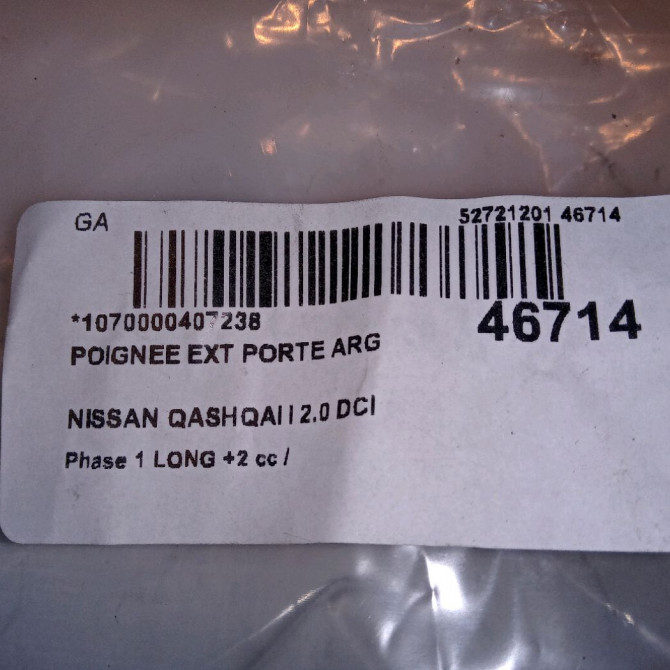 GA
52721201 46714
*1070000407238
46714
POIGNEE EXT PORTE ARG
NISSAN QASHQAI I 2.0 DCI
Phase 1 LONG +2 cc /